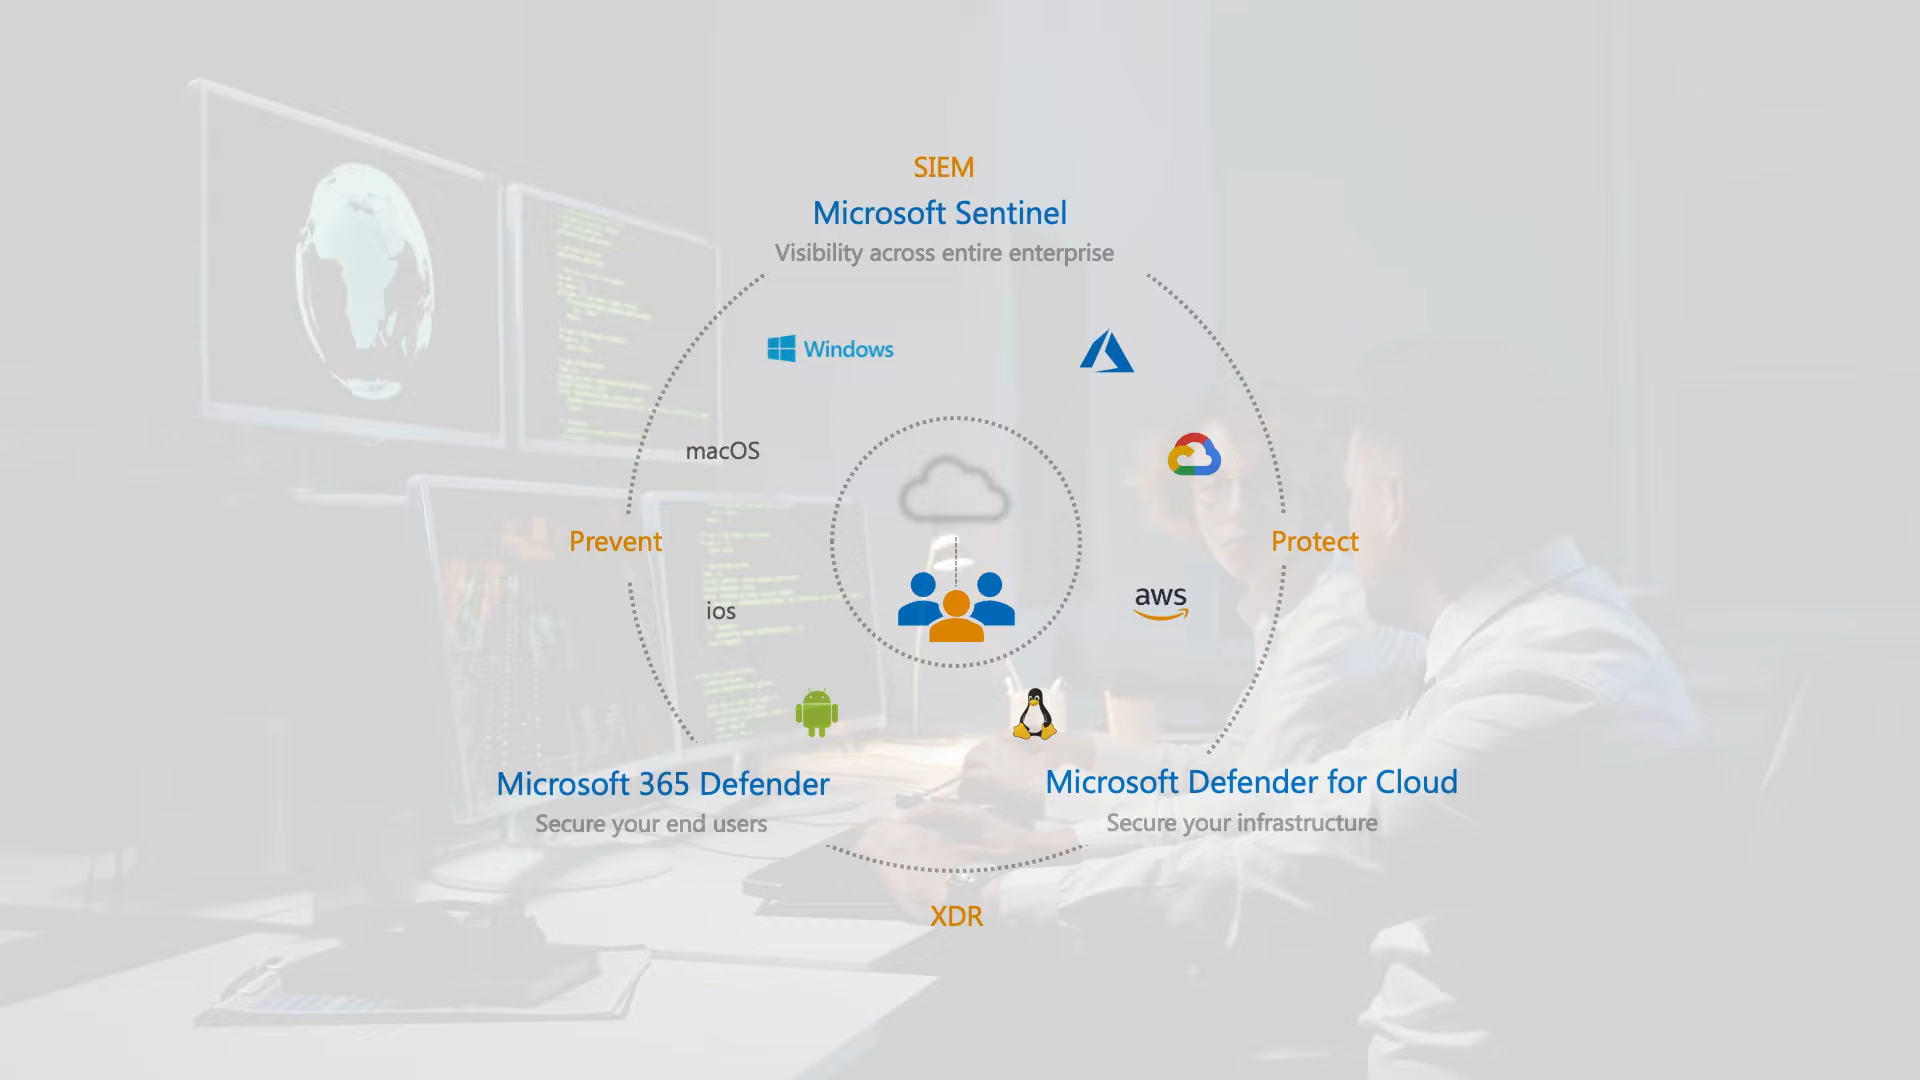 SIEM
Microsoft Sentinel
Visibility across entire enterprise
Windows
macOS
Prevent
Protect
ios
aws
Microsoft 365 Defender
Microsoft Defender for Cloud
Secure your end users
Secure your infrastructure
XDR